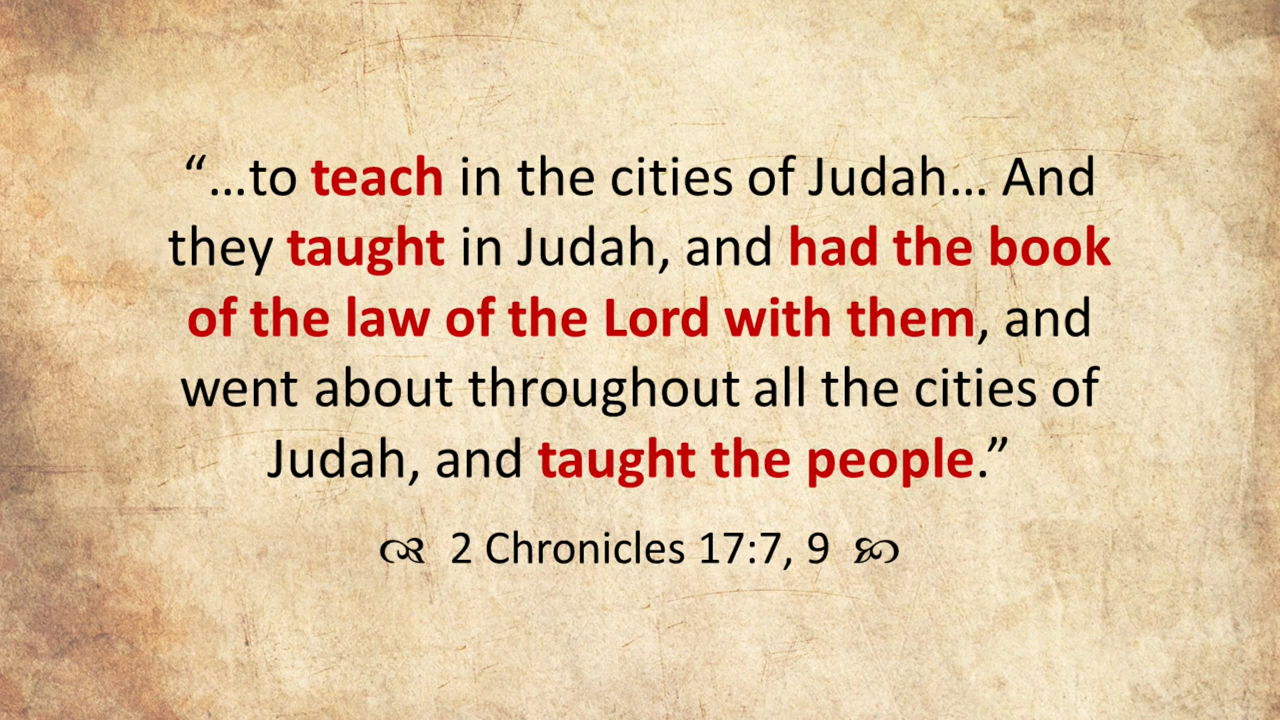 “...to teach in the cities of Judah... And
they taught in Judah, and had the book
of the law of the Lord with them, and
went about throughout all the cities of
Judah, and taught the people.”
2 Chronicles 17:7, 9